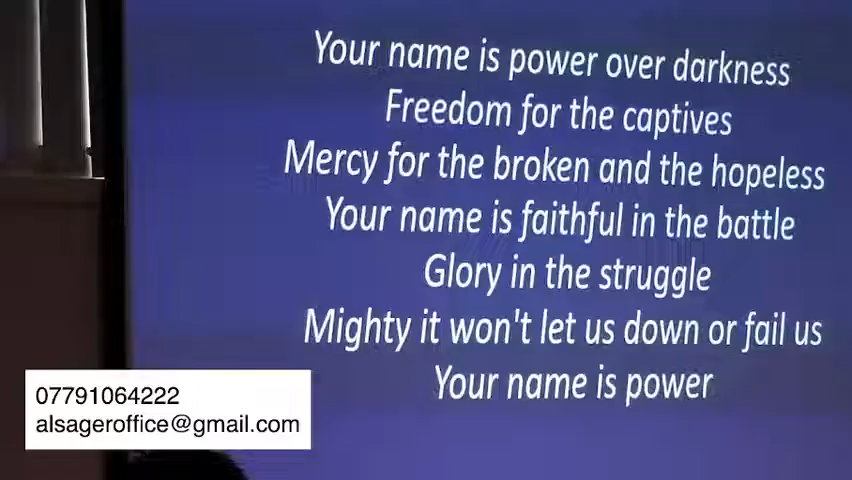 Your name is power over darkness
Freedom for the captives
Mercy for the broken and the hopeless
Your name is faithful in the battle
Glory in the struggle
Mighty it won't let us down or fail us
Your name is power
07791064222
alsageroffice@gmail.com